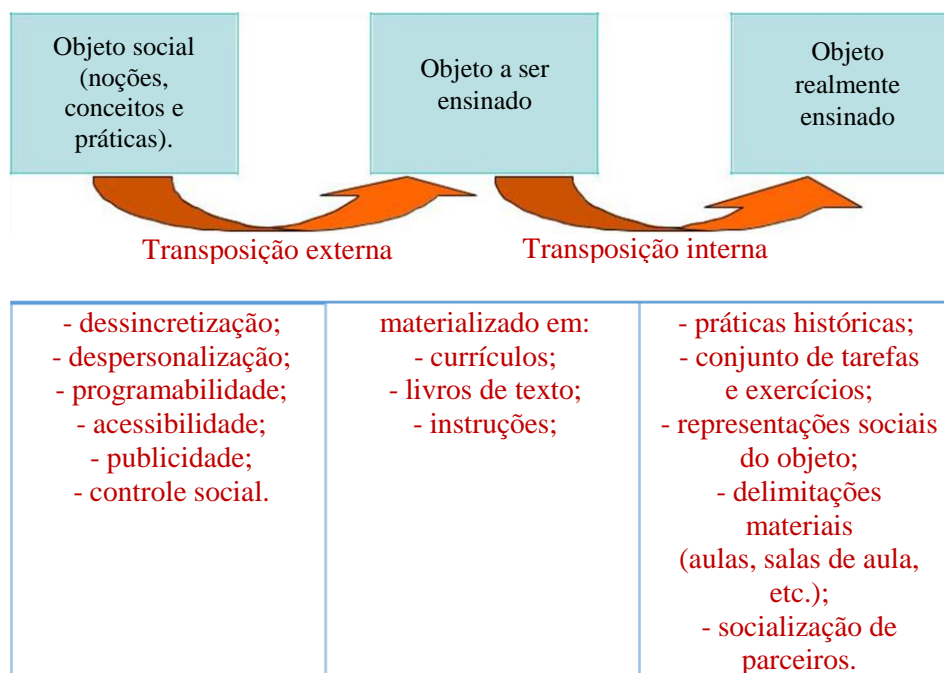 Objeto social
(noções,
conceitos e
práticas).
Objeto a ser
ensinado
Objeto
realmente
ensinado
Transposição externa
Transposição interna
- dessincretização;
- despersonalização;
- programabilidade;
- acessibilidade;
- publicidade;
- controle social.
materializado em:
- currículos;
- livros de texto;
- instruções;
- práticas históricas;
- conjunto de tarefas
e exercícios;
- representações sociais
do objeto;
- delimitações
materiais
(aulas, salas de aula,
etc.);
- socialização de
parceiros.